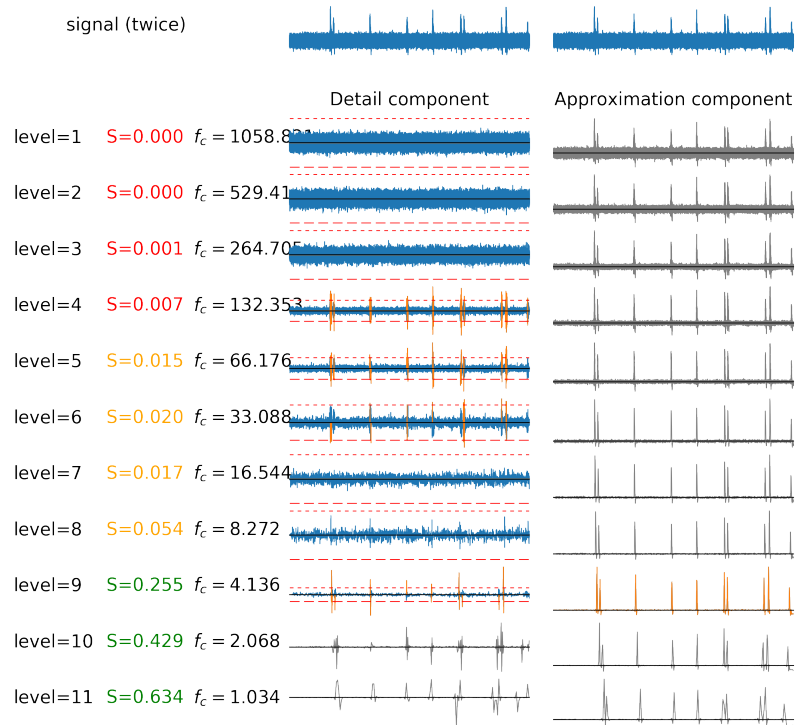 signal (twice)
Detail component Approximation component
level=1 S=0.000 f_c = 1058.821
level=2 S=0.000 f_c = 529.41
level=3 S=0.001 f_c = 264.705
level=4 S=0.007 f_c = 132.353
level=5 S=0.015 f_c = 66.176
level=6 S=0.020 f_c = 33.088
level=7 S=0.017 f_c = 16.544
level=8 S=0.054 f_c = 8.272
level=9 S=0.255 f_c = 4.136
level=10 S=0.429 f_c = 2.068
level=11 S=0.634 f_c = 1.034